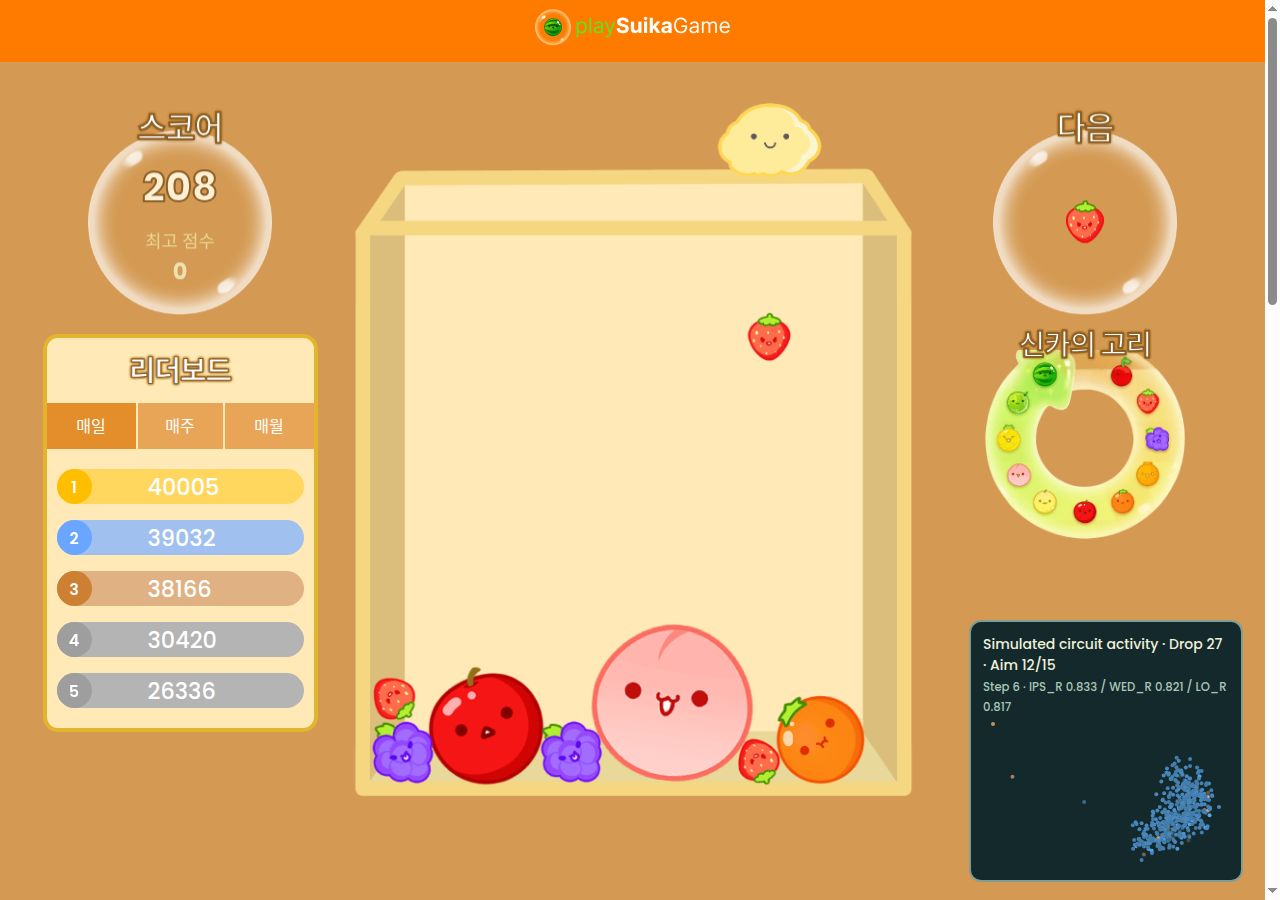 playSuikaGame
스코어
208
최고 점수
0
리더보드
매일 매주 매월
1 40005
2 39032
3 38166
4 30420
5 26336
다음
신카의 고리
Simulated circuit activity · Drop 27
· Aim 12/15
Step 6 · IPS_R 0.833 / WED_R 0.821 / LO_R
0.817